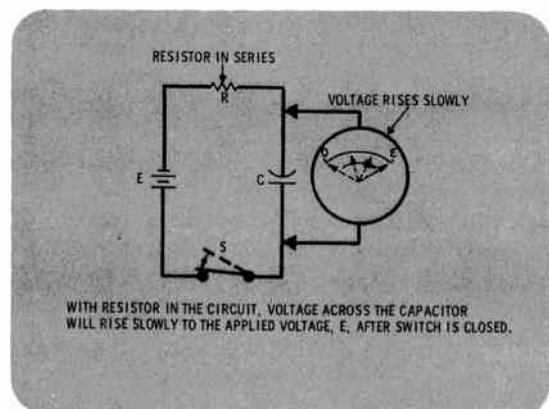 RESISTOR IN SERIES
R
VOLTAGE RISES SLOWLY
O E
E
C
S
WITH RESISTOR IN THE CIRCUIT, VOLTAGE ACROSS THE CAPACITOR
WILL RISE SLOWLY TO THE APPLIED VOLTAGE, E, AFTER SWITCH IS CLOSED.